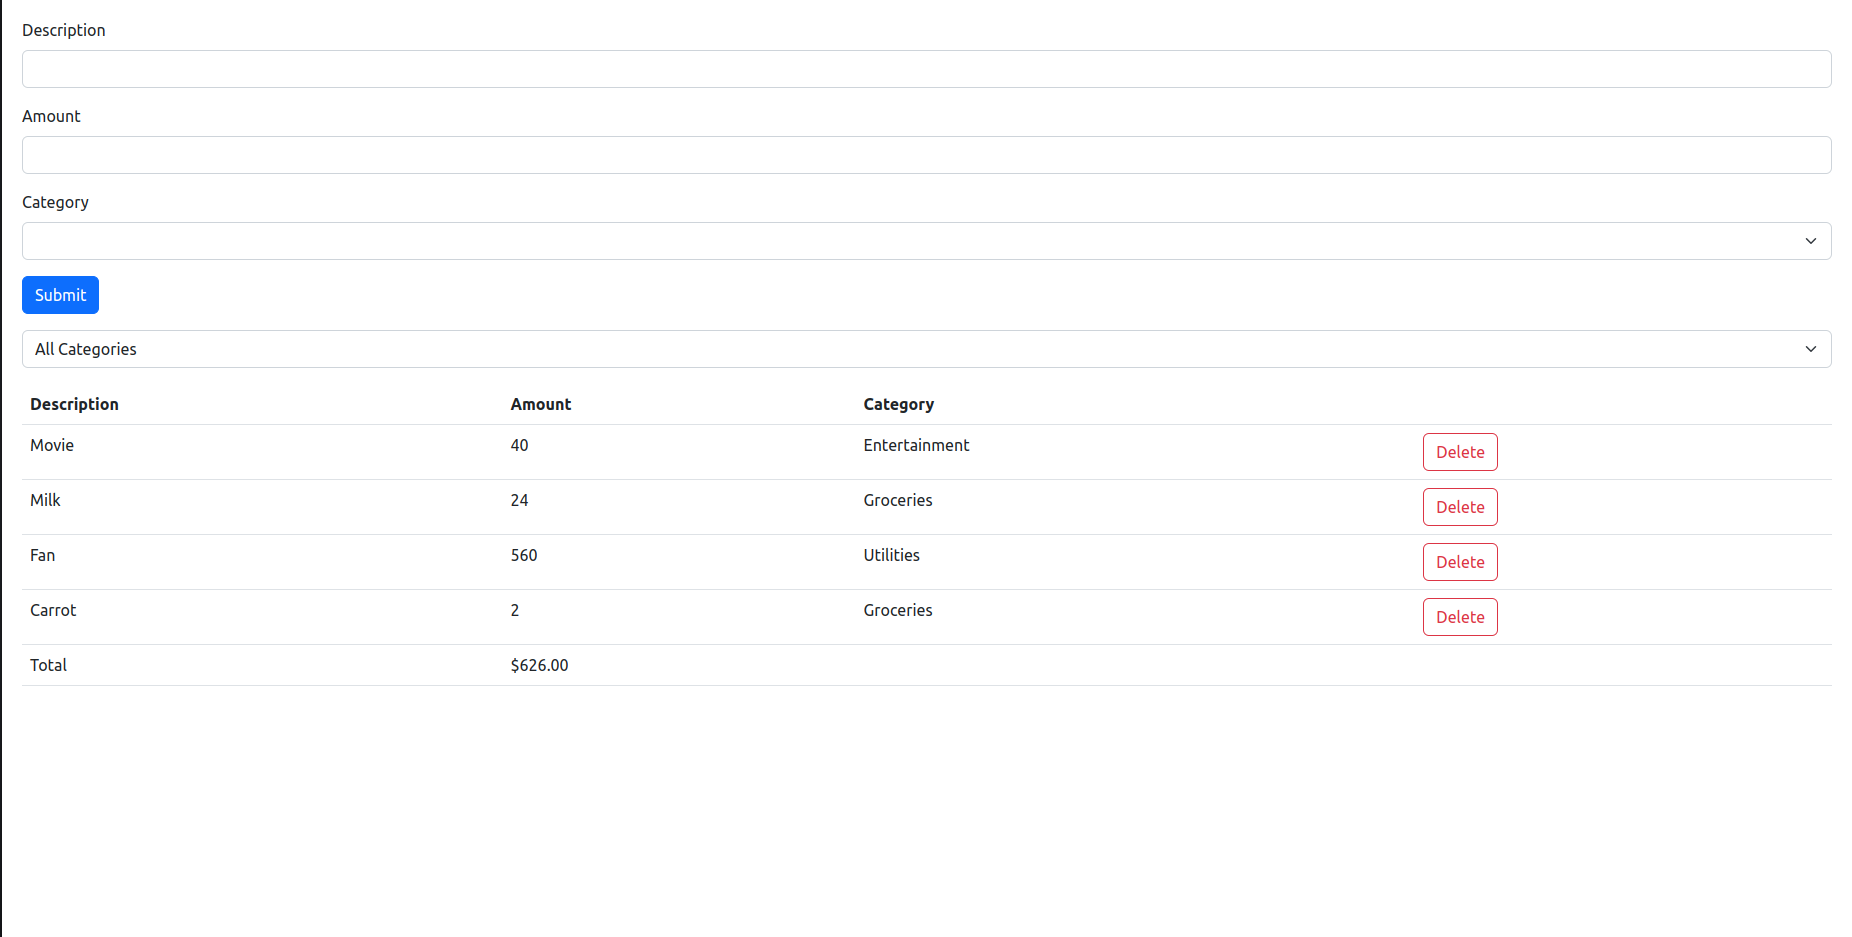 Description
Amount
Category
Submit
All Categories
Description Amount Category
Movie 40 Entertainment Delete
Milk 24 Groceries Delete
Fan 560 Utilities Delete
Carrot 2 Groceries Delete
Total $626.00